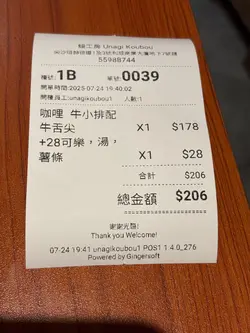 鰻工房 Unagi Koubou
55988744
檯號: 1B 單號: 0039
開單時間:2025-07-24 19:40:02
開檯員工:unagikoubou1 人數:1
咖哩 牛小排配
牛舌尖 X1 $178
+28可樂，湯，
薯條 X1 $28
合計 $206
總金額 $206
謝謝光臨!
Thank you Welcome!
07-24 19:41 unagikoubou1 POS1 1.4.0_276
Powered by Gingersoft